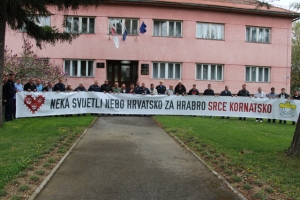 NEKA SVIJETLI NEBO HRVATSKO ZA HRABRO SRCE KORNATSKO